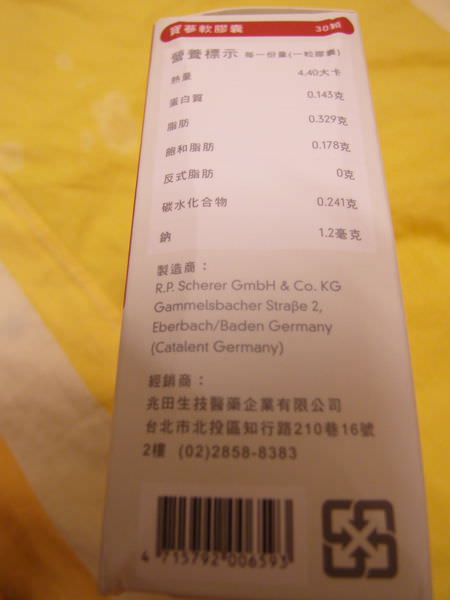 寶蔘軟膠囊 30顆
營養標示 每一份量(一粒膠囊)
熱量 4.40大卡
蛋白質 0.143克
脂肪 0.329克
飽和脂肪 0.178克
反式脂肪 0克
碳水化合物 0.241克
鈉 1.2毫克
製造商：
R.P. Scherer GmbH & Co. KG
Gammelsbacher Straße 2,
Eberbach/Baden Germany
(Catalent Germany)
經銷商：
兆田生技醫藥企業有限公司
台北市北投區知行路210巷16號
2樓 (02)2858-8383
4 715792 006593